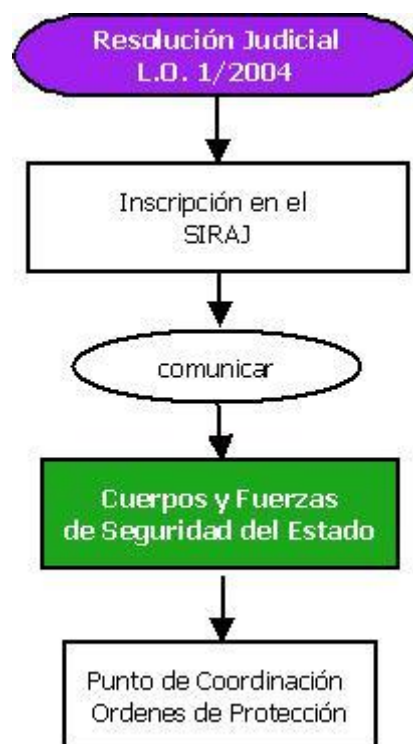 Resolución Judicial
L.O. 1/2004
Inscripción en el
SIRAJ
comunicar
Cuerpos y Fuerzas
de Seguridad del Estado
Punto de Coordinación
Ordenes de Protección